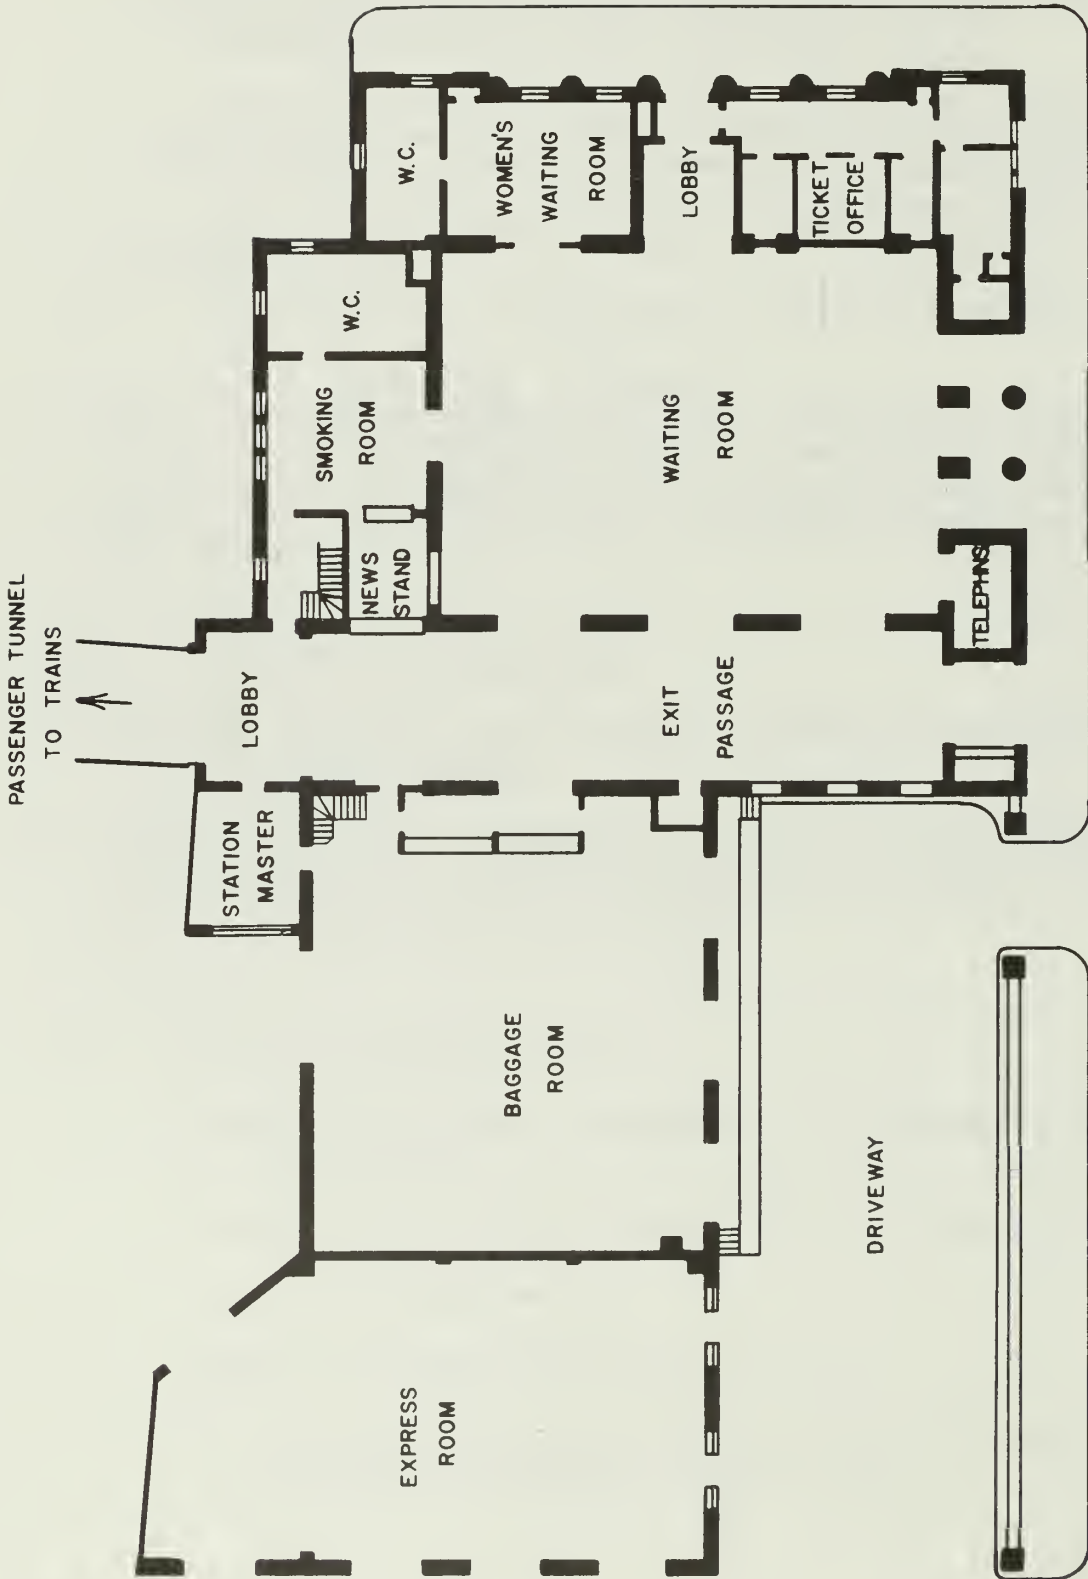 PASSENGER TUNNEL
TO TRAINS
W.C.
WOMEN'S
WAITING
ROOM
LOBBY
TICKET
OFFICE
W.C.
SMOKING
ROOM
NEWS
STAND
WAITING
ROOM
TELEPHNS
LOBBY
EXIT
PASSAGE
STATION
MASTER
BAGGAGE
ROOM
DRIVEWAY
EXPRESS
ROOM